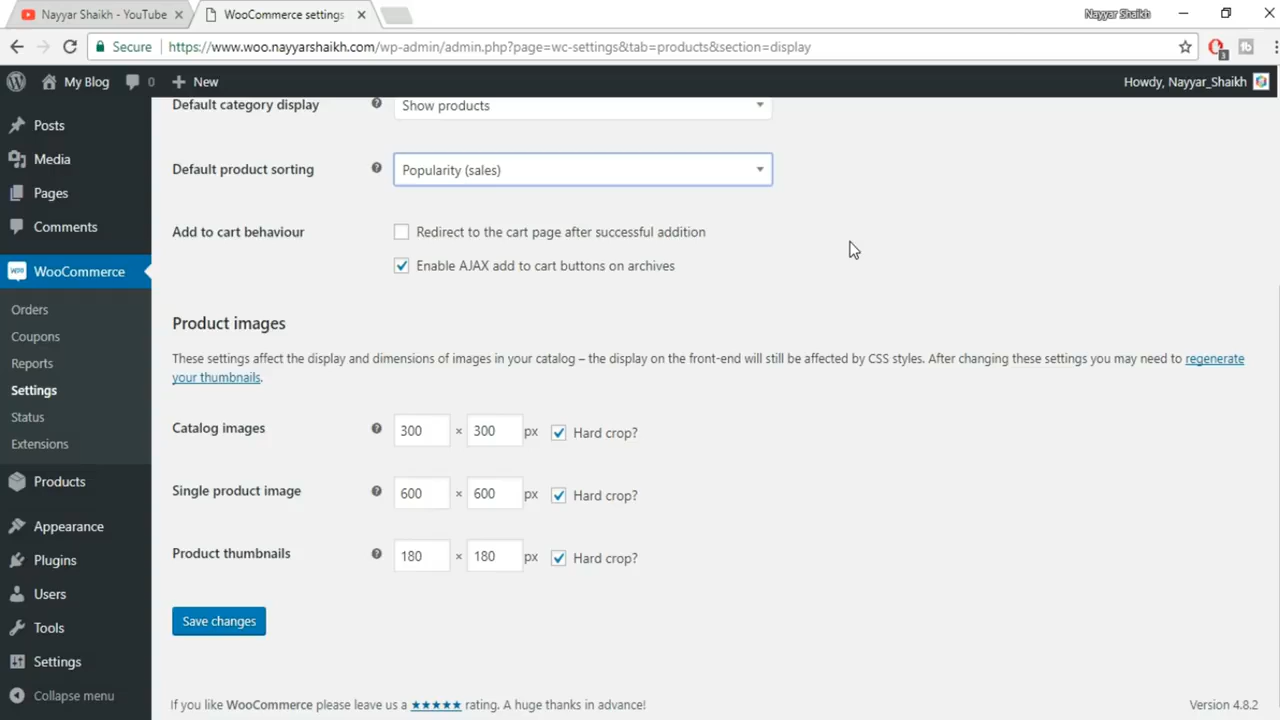 Nayyar Shaikh - YouTube
WooCommerce settings
Nayyar Shaikh
Secure
https://www.woo.nayyarshaikh.com/wp-admin/admin.php?page=wc-settings&tab=products&section=display
3
My Blog
0
New
Howdy, Nayyar_Shaikh
Posts
Media
Pages
Comments
WOO
WooCommerce
Orders
Coupons
Reports
Settings
Status
Extensions
Products
Appearance
Plugins
Users
Tools
Settings
Collapse menu
Default category display
Show products
Default product sorting
Popularity (sales)
Add to cart behaviour
Redirect to the cart page after successful addition
Enable AJAX add to cart buttons on archives
Product images
These settings affect the display and dimensions of images in your catalog – the display on the front-end will still be affected by CSS styles. After changing these settings you may need to regenerate
your thumbnails.
Catalog images ? 300 × 300 px Hard crop?
Single product image ? 600 × 600 px Hard crop?
Product thumbnails ? 180 × 180 px Hard crop?
Save changes
If you like WooCommerce please leave us a ★★★★★ rating. A huge thanks in advance!
Version 4.8.2